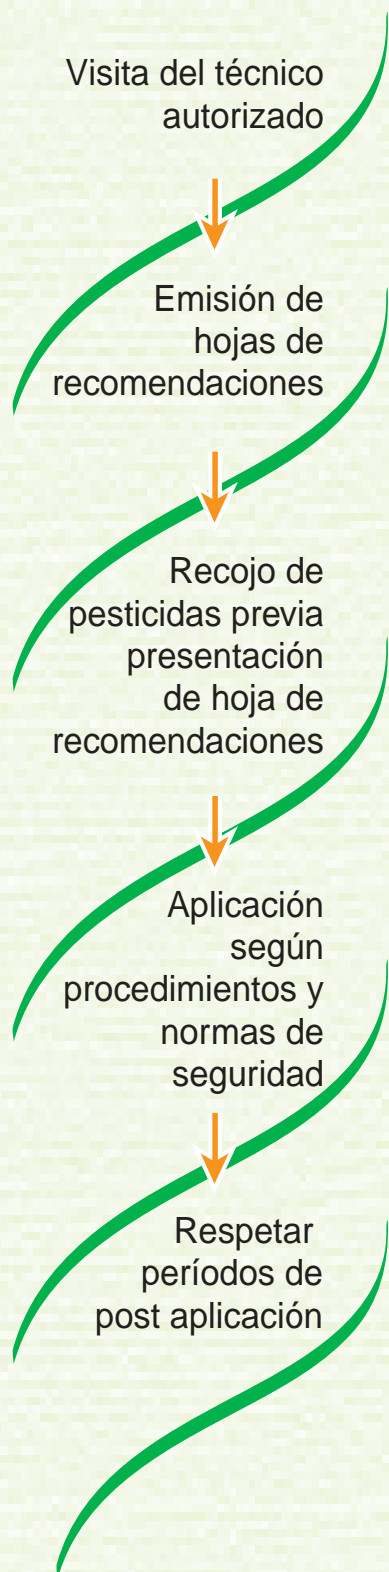 Visita del técnico
autorizado
Emisión de
hojas de
recomendaciones
Recojo de
pesticidas previa
presentación
de hoja de
recomendaciones
Aplicación
según
procedimientos y
normas de
seguridad
Respetar
períodos de
post aplicación